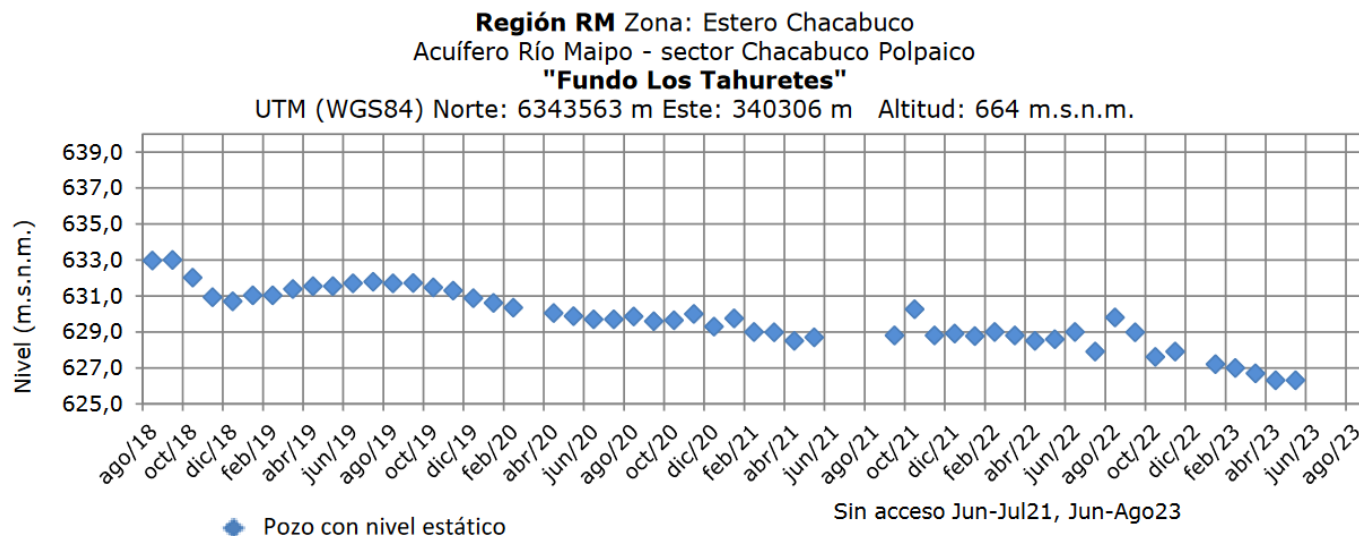 Región RM Zona: Estero Chacabuco
Acuífero Río Maipo - sector Chacabuco Polpaico
"Fundo Los Tahuretes"
UTM (WGS84) Norte: 6343563 m Este: 340306 m Altitud: 664 m.s.n.m.
Nivel (m.s.n.m.)
639,0
637,0
635,0
633,0
631,0
629,0
627,0
625,0
ago/18
oct/18
dic/18
feb/19
abr/19
jun/19
ago/19
oct/19
dic/19
feb/20
abr/20
jun/20
ago/20
oct/20
dic/20
feb/21
abr/21
jun/21
ago/21
oct/21
dic/21
feb/22
abr/22
jun/22
ago/22
oct/22
dic/22
feb/23
abr/23
jun/23
ago/23
Pozo con nivel estático
Sin acceso Jun-Jul21, Jun-Ago23